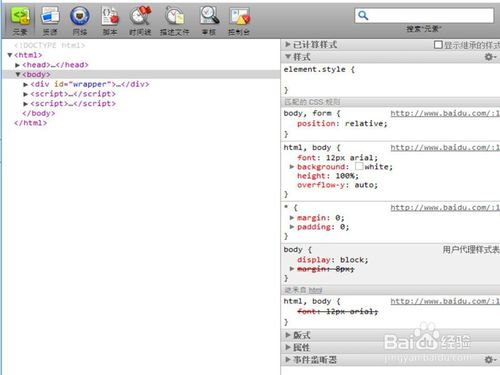 元素 资源 网络 脚本 时间线 描述文件 审核 控制台
搜索"元素"
<!DOCTYPE html>
▼<html>
▶<head>…</head>
▼<body>
▶<div id="wrapper">…</div>
▶<script>…</script>
▶<script>…</script>
</body>
</html>
▶ 已计算样式 显示继承的样式
▼ 样式
element.style {
}
匹配的 CSS 规则
body, form { http://www.baidu.com/:1
position: relative;
}
html, body { http://www.baidu.com/:1
font: 12px arial;
▶ background: white;
height: 100%;
overflow-y: auto;
}
* { http://www.baidu.com/:1
▶ margin: 0;
▶ padding: 0;
}
body { 用户代理样式表
display: block;
▶ margin: 8px;
}
继承自 html
html, body { http://www.baidu.com/:1
font: 12px arial;
}
▶ 版式
▶ 属性
▶ 事件监听器
Baidu 经验
jingyan.baidu.com